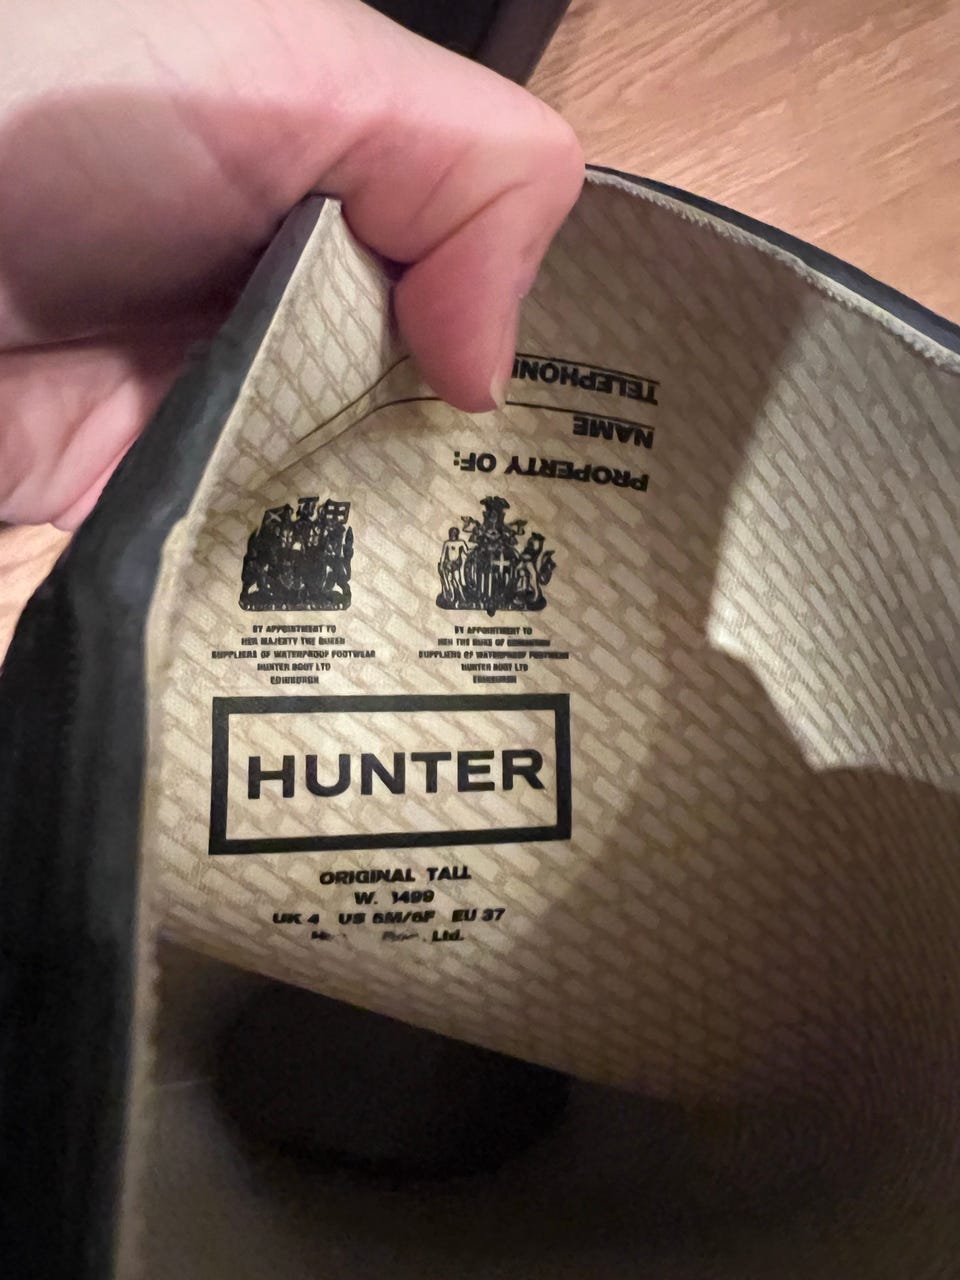 TELEPHONE
NAME
PROPERTY OF:
BY APPOINTMENT TO
HER MAJESTY THE QUEEN
SUPPLIERS OF WATERPROOF FOOTWEAR
HUNTER BOOT LTD
EDINBURGH
BY APPOINTMENT TO
HRH THE DUKE OF EDINBURGH
SUPPLIERS OF WATERPROOF FOOTWEAR
HUNTER BOOT LTD
EDINBURGH
HUNTER
ORIGINAL TALL
W. 1499
UK 4 US 5M/6F EU 37
Ltd.